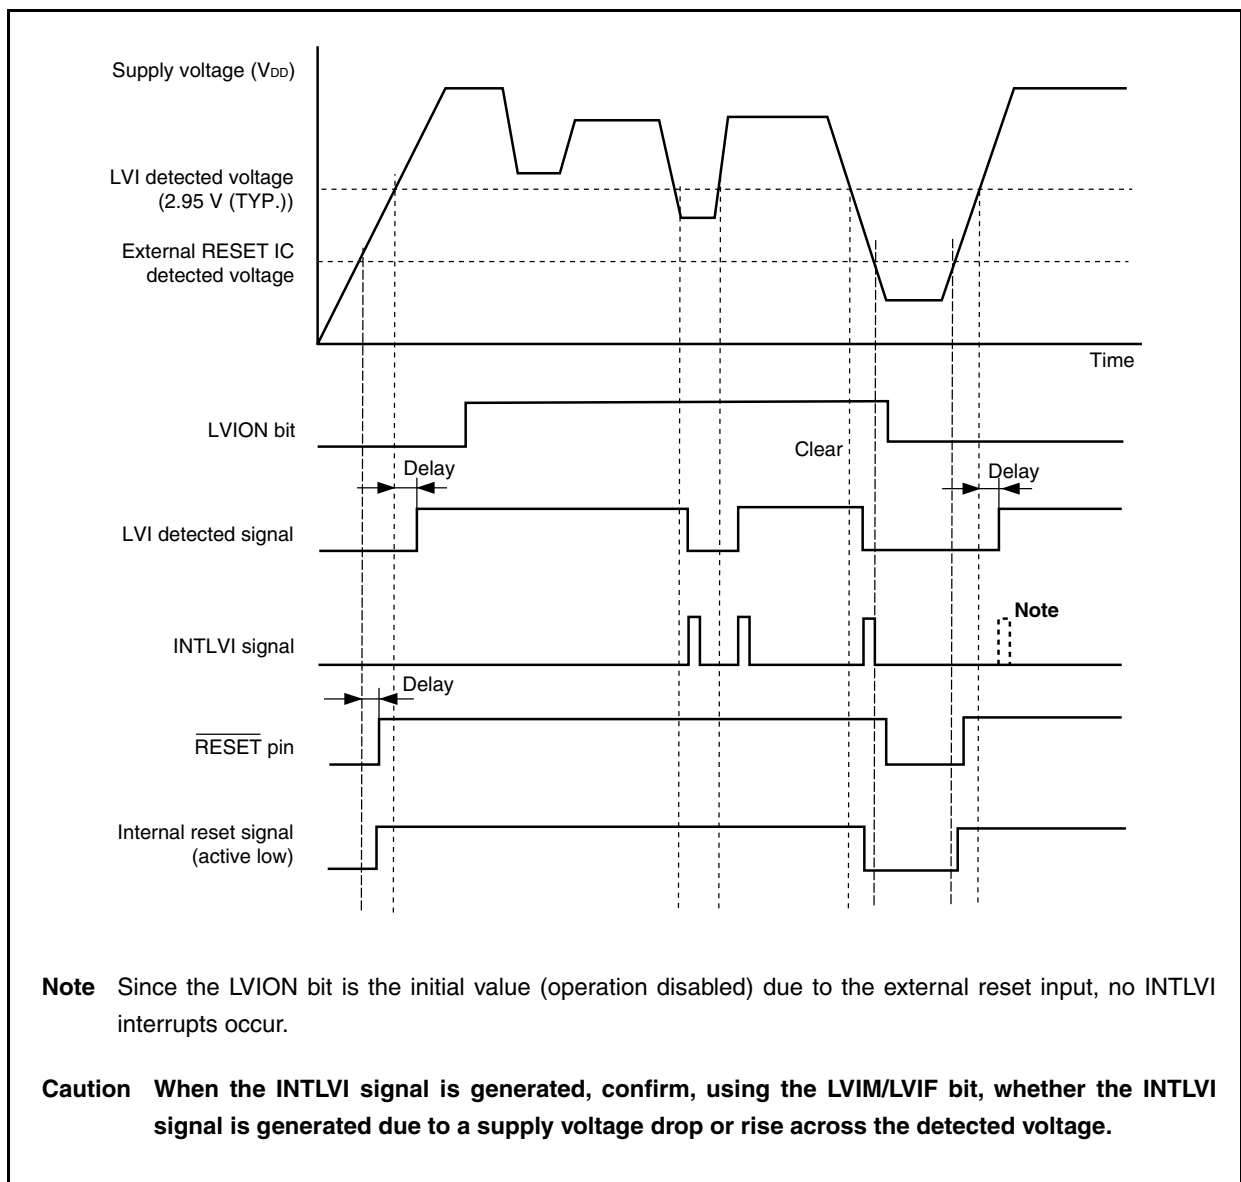 Supply voltage (VDD)
LVI detected voltage
(2.95 V (TYP.))
External RESET IC
detected voltage
Time
LVION bit
Clear
Delay
Delay
LVI detected signal
Note
INTLVI signal
Delay
RESET pin
Internal reset signal
(active low)
Note Since the LVION bit is the initial value (operation disabled) due to the external reset input, no INTLVI
interrupts occur.
Caution When the INTLVI signal is generated, confirm, using the LVIM/LVIF bit, whether the INTLVI
signal is generated due to a supply voltage drop or rise across the detected voltage.